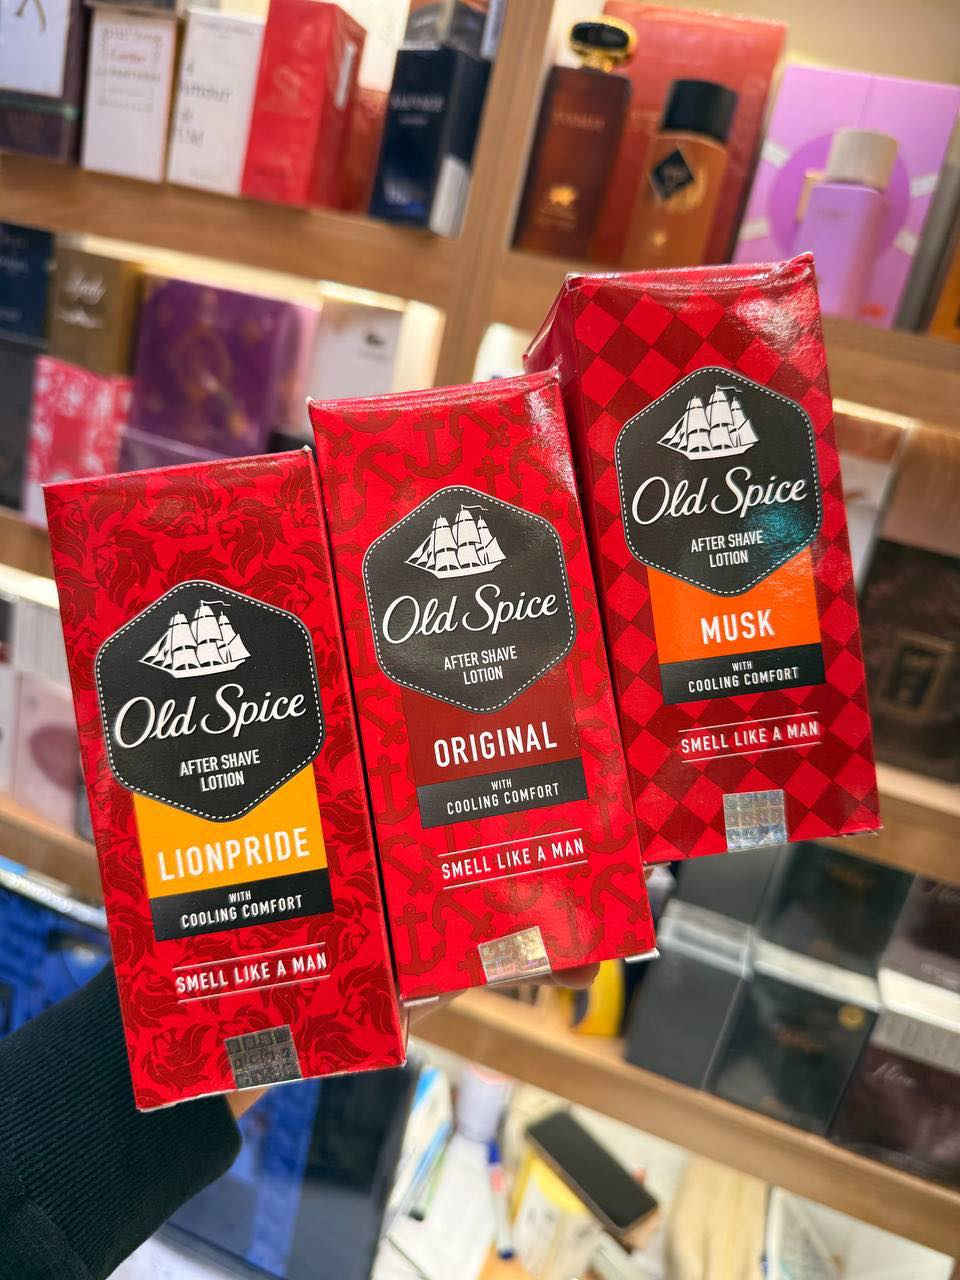 Old Spice
AFTER SHAVE
LOTION
LIONPRIDE
WITH
COOLING COMFORT
SMELL LIKE A MAN
Old Spice
AFTER SHAVE
LOTION
ORIGINAL
WITH
COOLING COMFORT
SMELL LIKE A MAN
Old Spice
AFTER SHAVE
LOTION
MUSK
WITH
COOLING COMFORT
SMELL LIKE A MAN